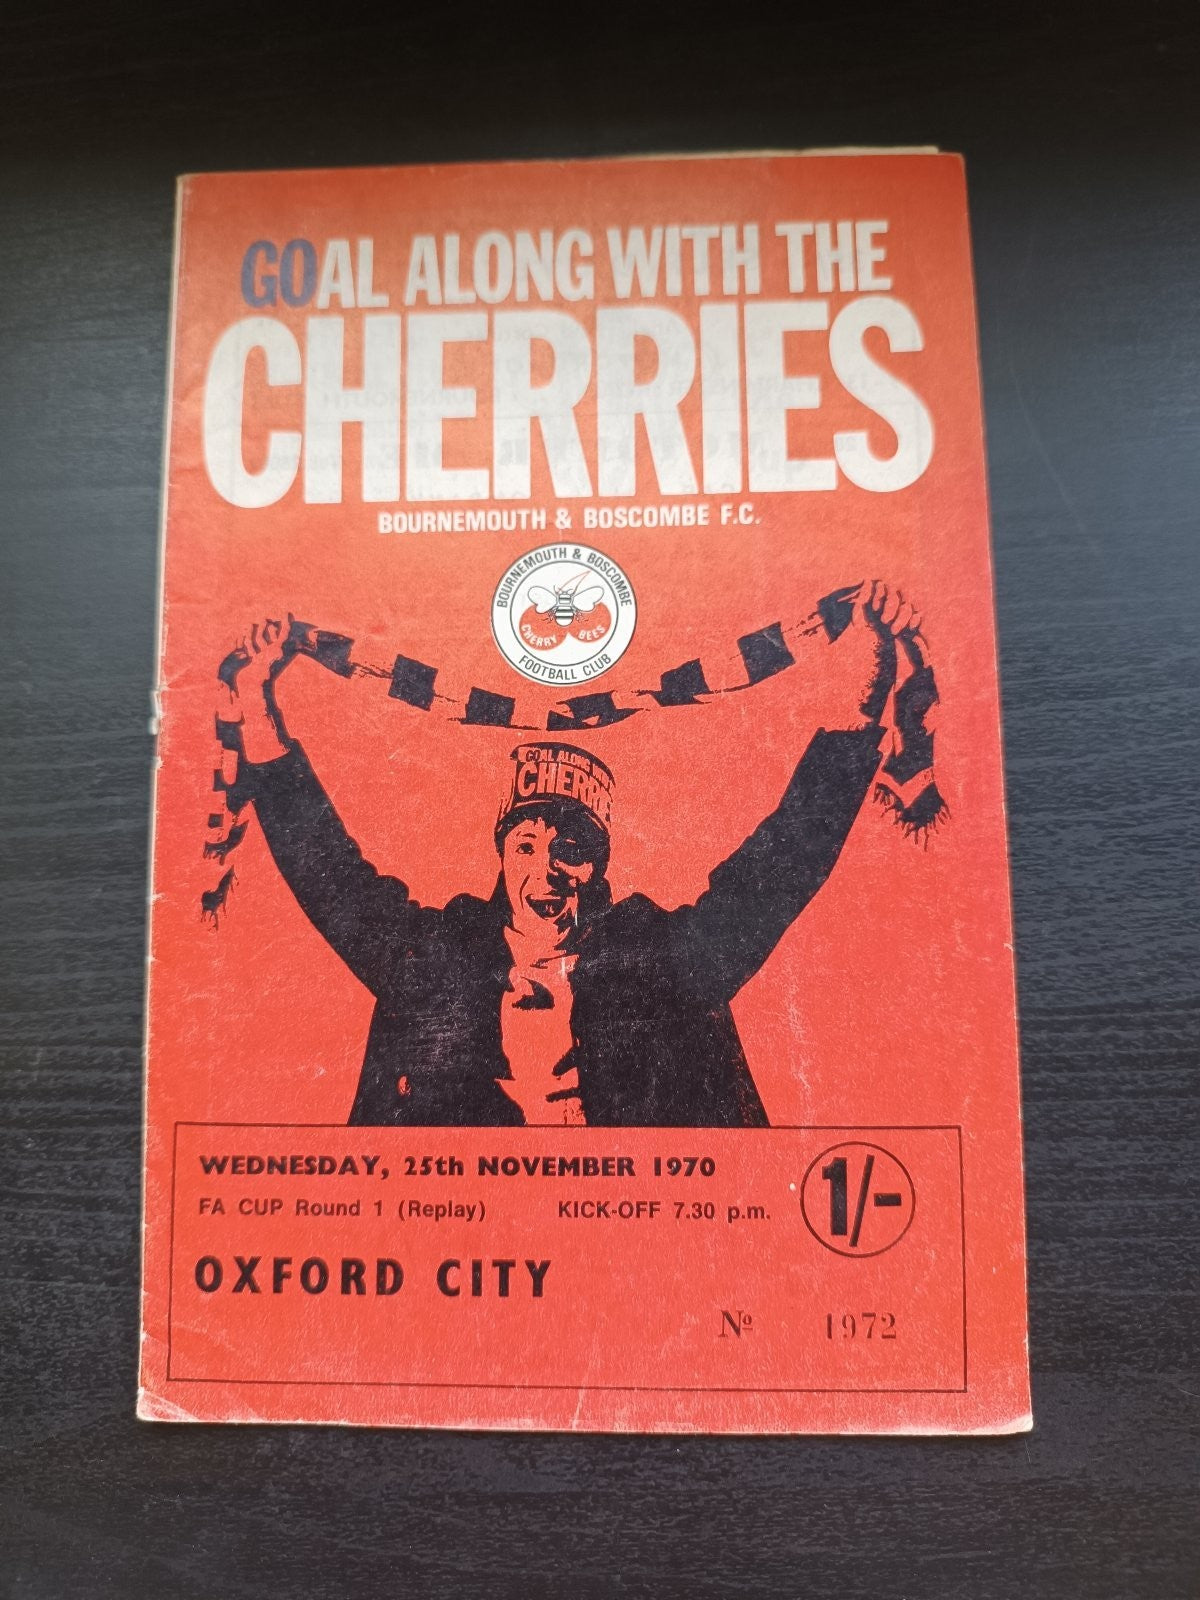 GOAL ALONG WITH THE
CHERRIES
BOURNEMOUTH & BOSCOMBE F.C.
BOURNEMOUTH & BOSCOMBE
CHERRY BEES
FOOTBALL CLUB
GOAL ALONG WITH
CHERRIES
WEDNESDAY, 25th NOVEMBER 1970
FA CUP Round 1 (Replay) KICK-OFF 7.30 p.m.
1/-
OXFORD CITY
Nº 1972